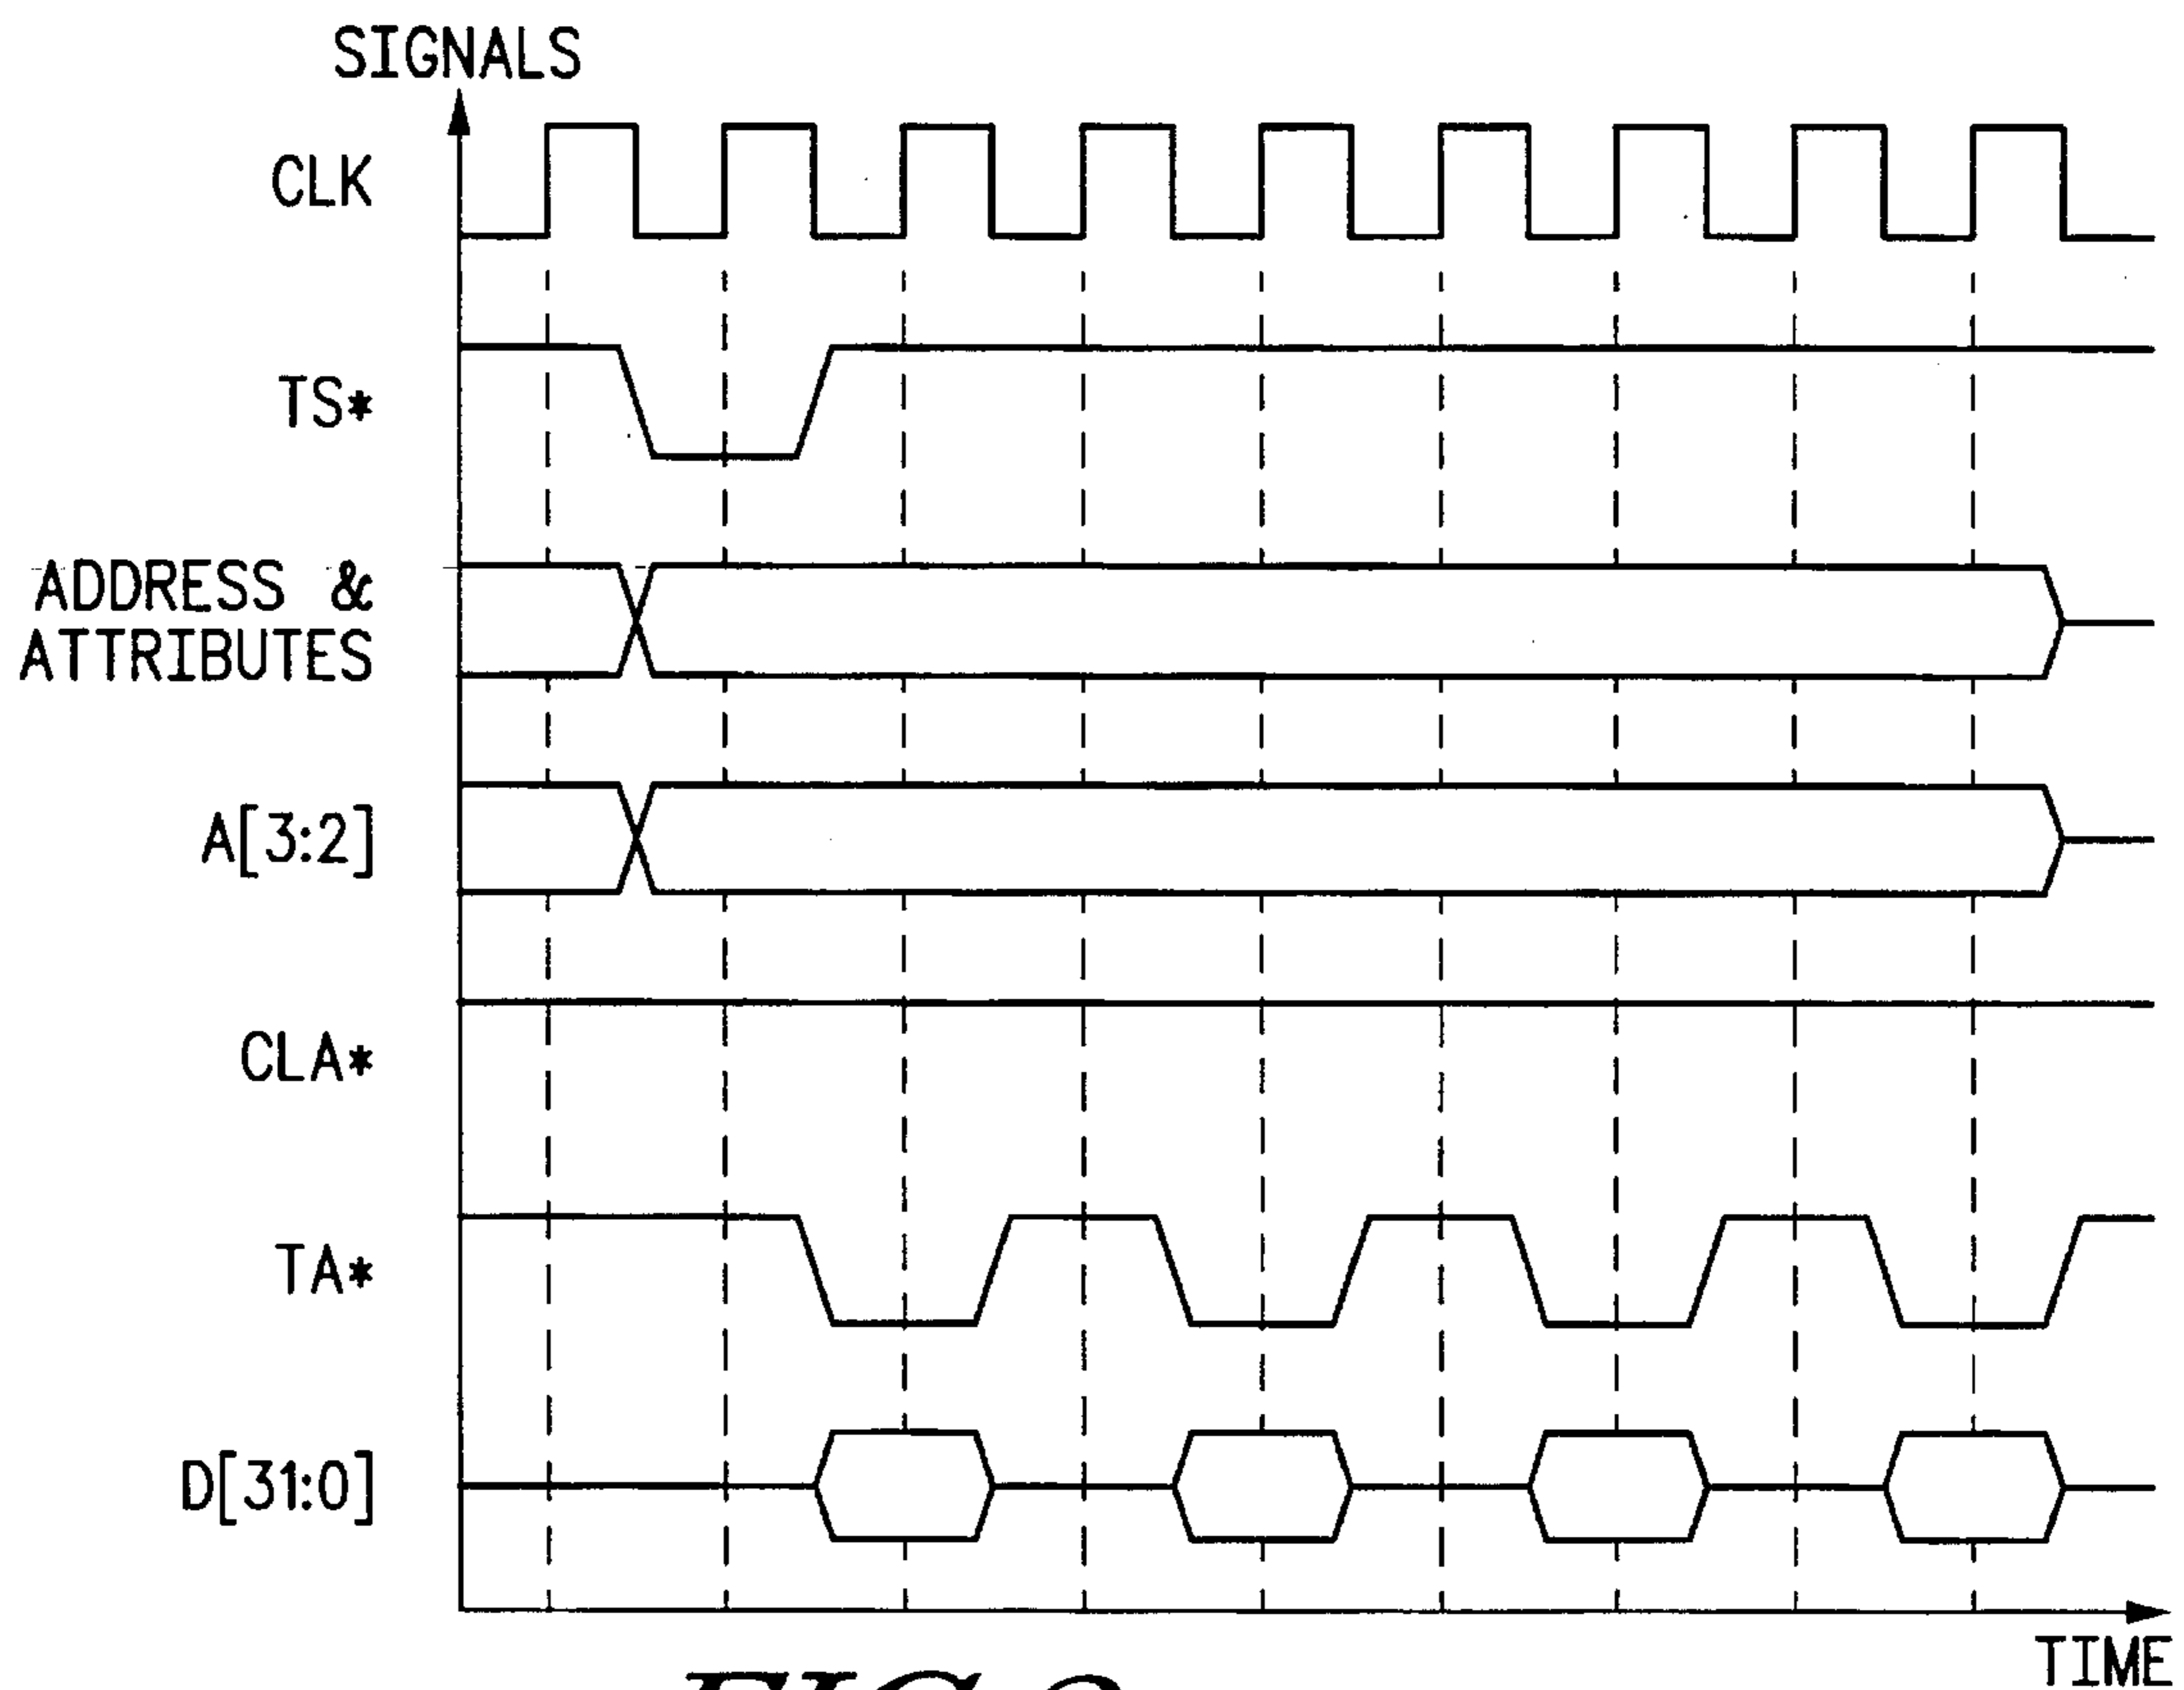 SIGNALS
CLK
TS*
ADDRESS &
ATTRIBUTES
A[3:2]
CLA*
TA*
D[31:0]
TIME